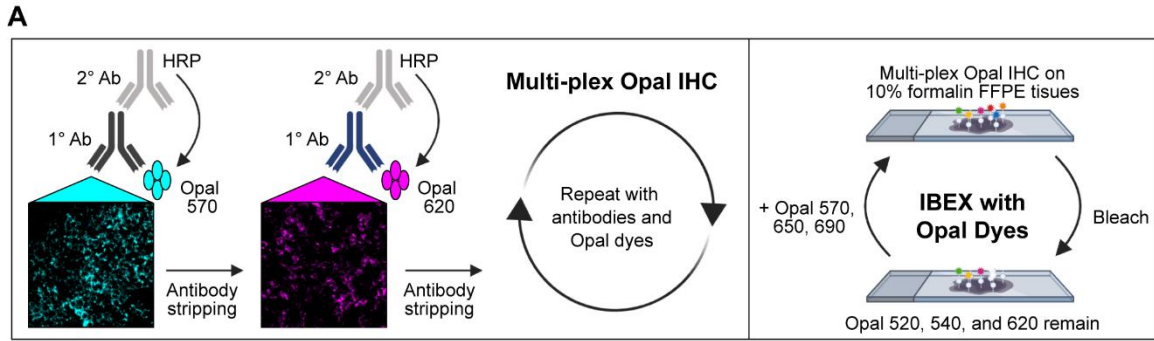 A
2° Ab
HRP
1° Ab
Opal
570
Antibody
stripping
2° Ab
HRP
1° Ab
Opal
620
Antibody
stripping
Multi-plex Opal IHC
Repeat with
antibodies and
Opal dyes
Multi-plex Opal IHC on
10% formalin FFPE tisues
+ Opal 570,
650, 690
IBEX with
Opal Dyes
Bleach
Opal 520, 540, and 620 remain